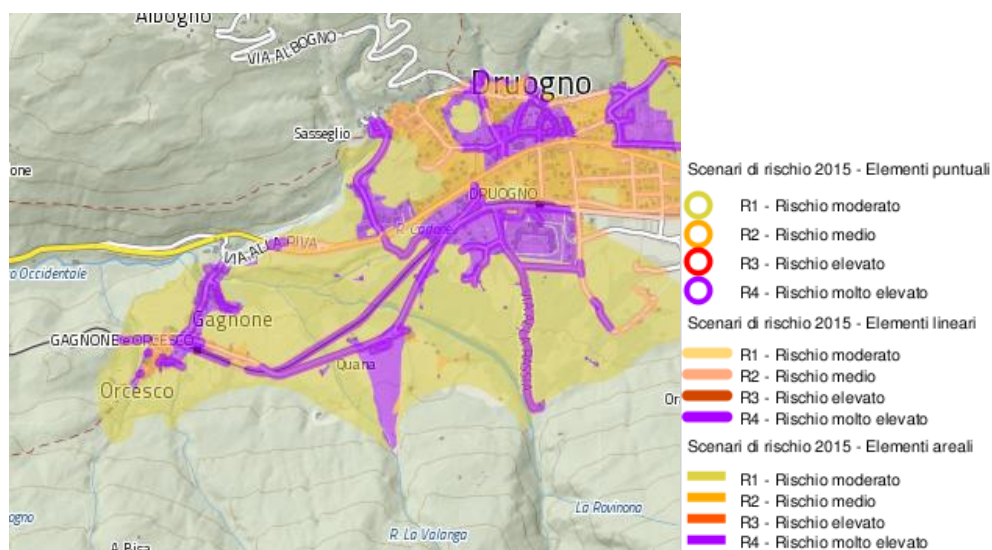 Albogno
VIA ALBOGNO
Druogno
Sasseglio
one
DRUOGNO
R. Gadone
VIA ALLA RIVA
o Occidentale
Gagnone
GAGNONE e ORCESCO
Quana
Orcesco
Or
La Rovinona
ogno
R. La Valanga
A. Risa
Scenari di rischio 2015 - Elementi puntuali
R1 - Rischio moderato
R2 - Rischio medio
R3 - Rischio elevato
R4 - Rischio molto elevato
Scenari di rischio 2015 - Elementi lineari
R1 - Rischio moderato
R2 - Rischio medio
R3 - Rischio elevato
R4 - Rischio molto elevato
Scenari di rischio 2015 - Elementi areali
R1 - Rischio moderato
R2 - Rischio medio
R3 - Rischio elevato
R4 - Rischio molto elevato